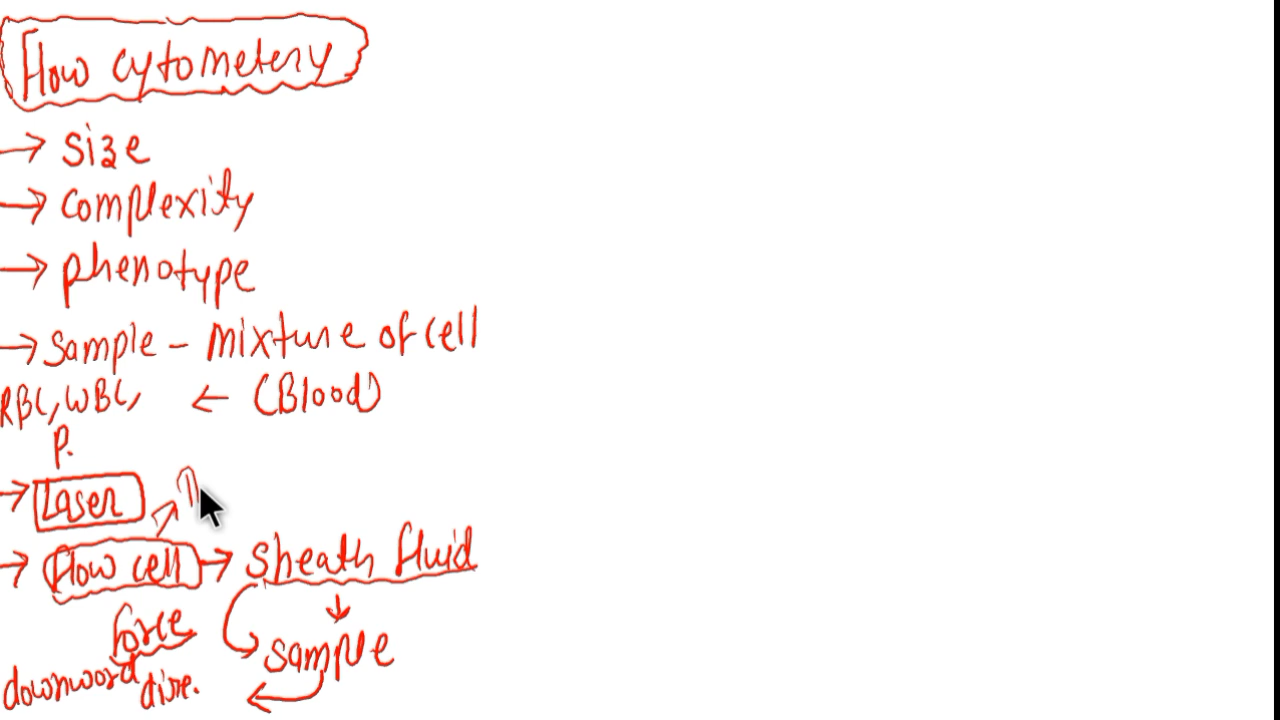 Flow cytometery
→ Size
→ complexity
→ phenotype
→ Sample - Mixture of cell
RBC, WBC, ← (Blood)
P.
→ Laser
→ Flow cell → Sheath fluid
force
sample
downword dire.